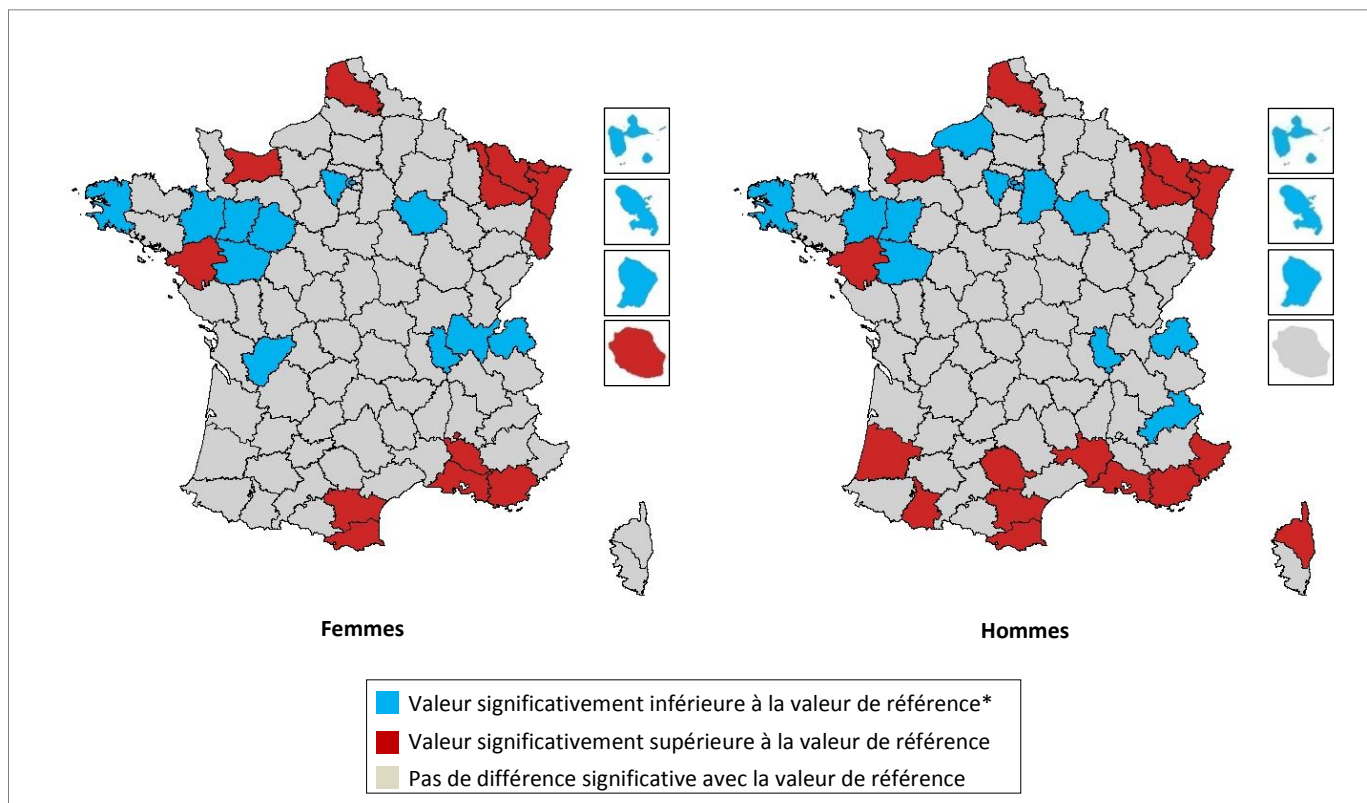 Femmes
Hommes
Valeur significativement inférieure à la valeur de référence*
Valeur significativement supérieure à la valeur de référence
Pas de différence significative avec la valeur de référence